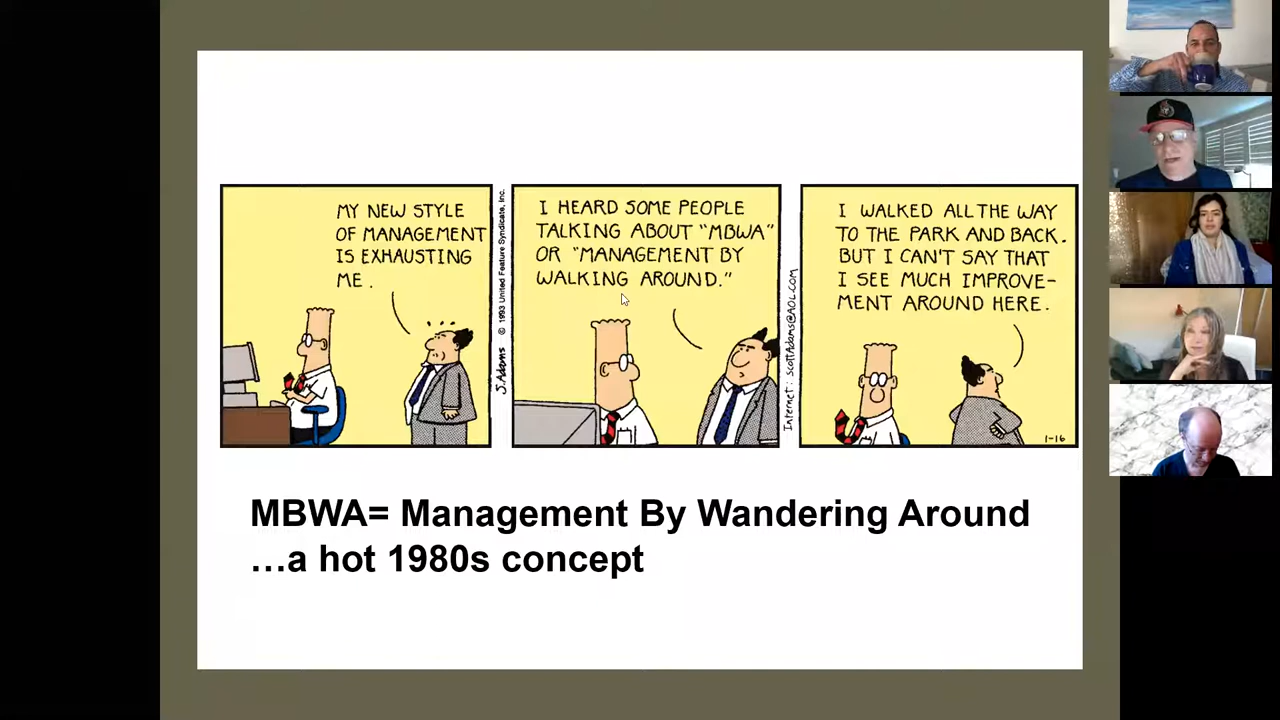 MY NEW STYLE
OF MANAGEMENT
IS EXHAUSTING
ME.
J. Adams © 1993 United Feature Syndicate, Inc.
I HEARD SOME PEOPLE
TALKING ABOUT "MBWA"
OR "MANAGEMENT BY
WALKING AROUND."
Internet: scottAdams@AOL.COM
I WALKED ALL THE WAY
TO THE PARK AND BACK.
BUT I CAN'T SAY THAT
I SEE MUCH IMPROVE-
MENT AROUND HERE.
1-16
MBWA= Management By Wandering Around
…a hot 1980s concept